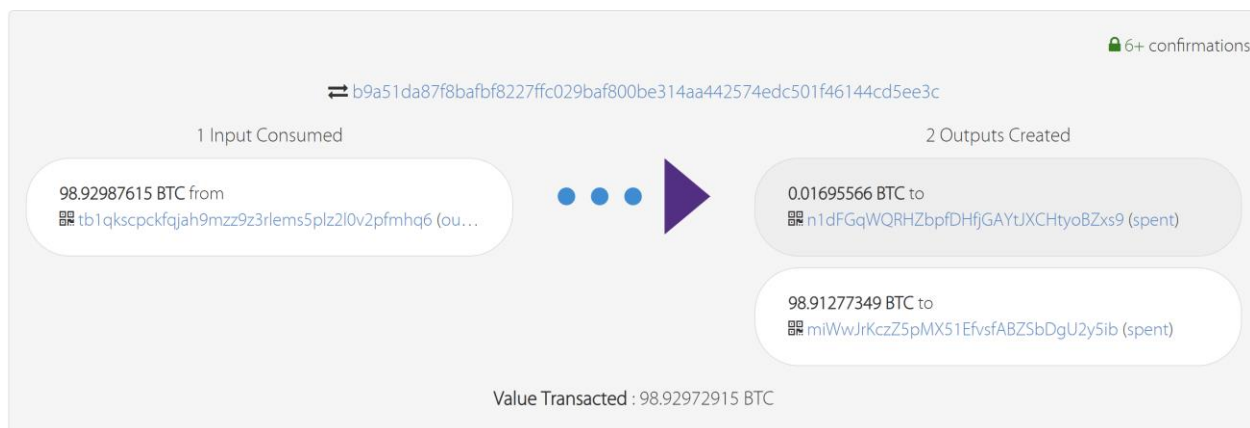 6+ confirmations
b9a51da87f8bafbf8227ffc029baf800be314aa442574edc501f46144cd5ee3c
1 Input Consumed
2 Outputs Created
98.92987615 BTC from
tb1qkscpckfqjah9mzz9z3rlems5plz2l0v2pfmhq6 (ou…
0.01695566 BTC to
n1dFGqWQRHZbpfDHfjGAYtJXCHtyoBZxs9 (spent)
98.91277349 BTC to
miWwJrKczZ5pMX51EfvsfABZSbDgU2y5ib (spent)
Value Transacted : 98.92972915 BTC